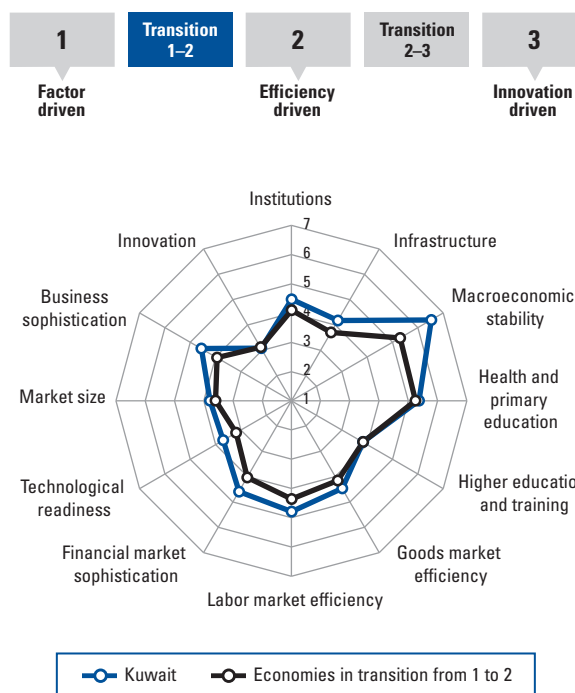 1
Transition
1–2
2
Transition
2–3
3
Factor
driven
Efficiency
driven
Innovation
driven
Institutions
7
Innovation
Infrastructure
6
5
Business
sophistication
Macroeconomic
stability
4
3
2
Market size
1
Health and
primary
education
Technological
readiness
Higher educatio
and training
Financial market
sophistication
Goods market
efficiency
Labor market efficiency
Kuwait
Economies in transition from 1 to 2